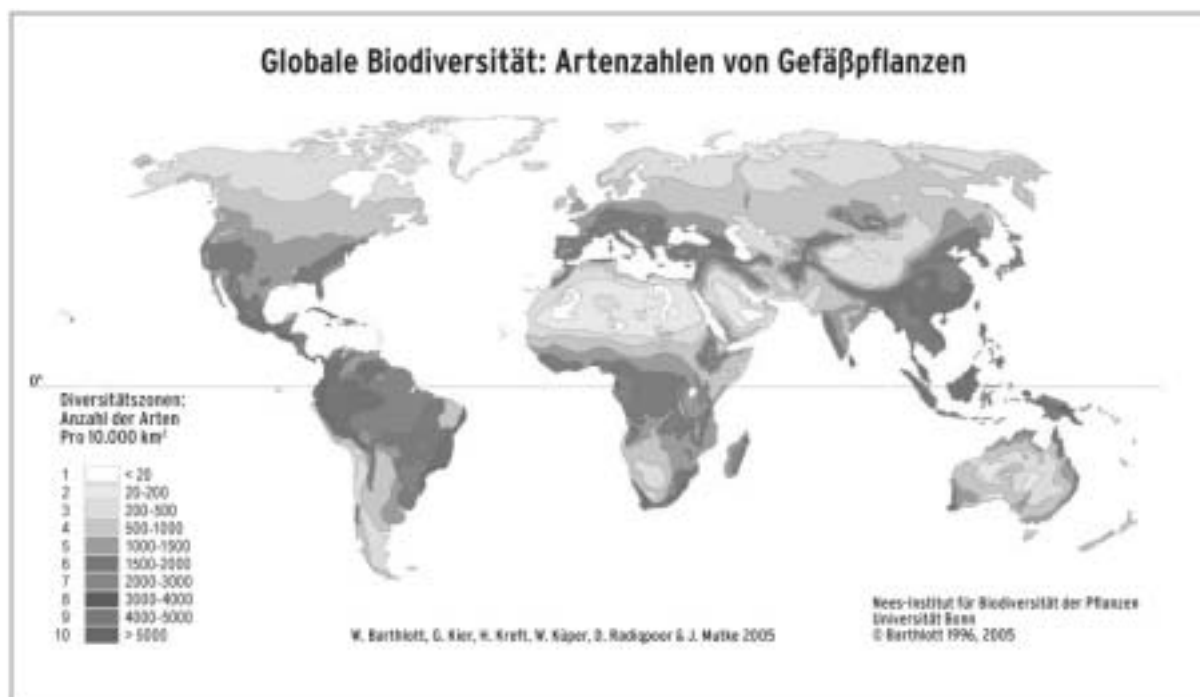 Globale Biodiversität: Artenzahlen von Gefäßpflanzen
0°
Diversitätszonen:
Anzahl der Arten
Pro 10.000 km²
1 < 20
2 20-200
3 200-500
4 500-1000
5 1000-1500
6 1500-2000
7 2000-3000
8 3000-4000
9 4000-5000
10 > 5000
W. Barthlott, G. Kier, H. Kreft, W. Küper, D. Rafiqpoor & J. Mutke 2005
Nees-Institut für Biodiversität der Pflanzen
Universität Bonn
© Barthlott 1996, 2005